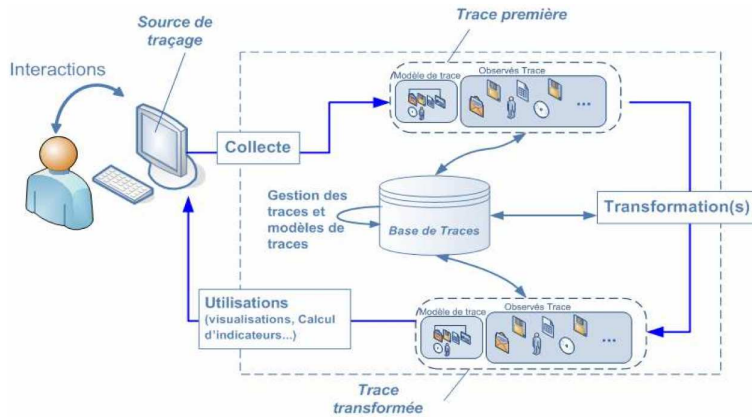 Source de
traçage
Trace première
Interactions
Modèle de trace
Observés Trace
...
Collecte
Gestion des
traces et
modèles de
traces
Base de Traces
Transformation(s)
Utilisations
(visualisations, Calcul
d'indicateurs...)
Modèle de trace
Observés Trace
...
Trace
transformée